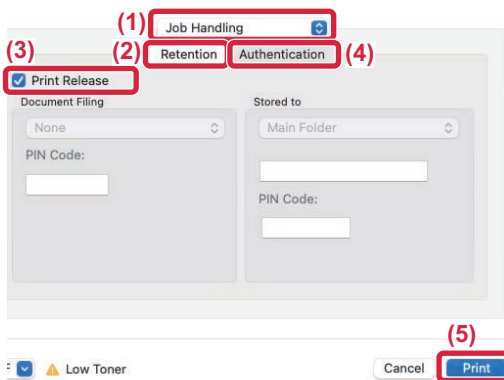 (1) Job Handling
(3) (2) Retention Authentication (4)
Print Release
Document Filing Stored to
None Main Folder
PIN Code:
PIN Code:
(5)
Low Toner Cancel Print